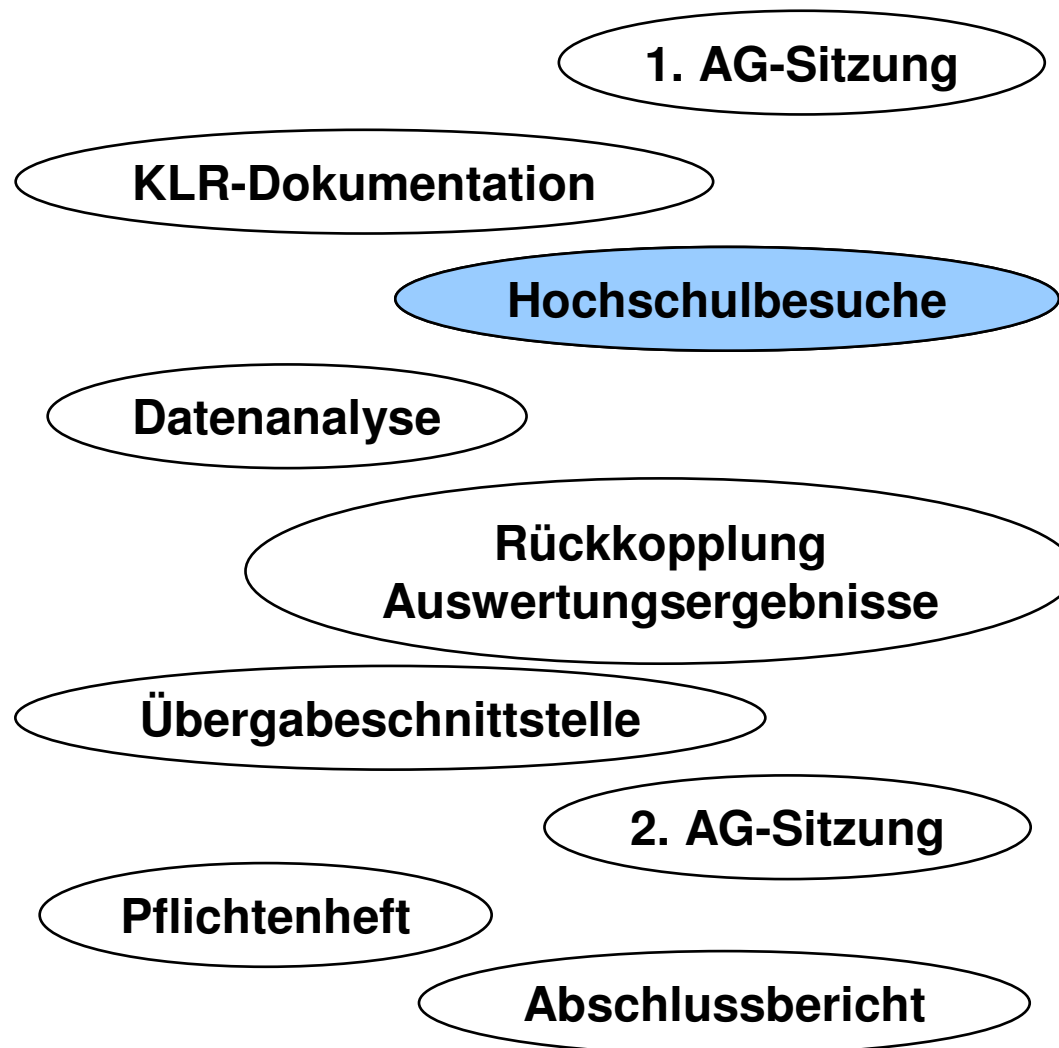 1. AG-Sitzung
KLR-Dokumentation
Hochschulbesuche
Datenanalyse
Rückkopplung
Auswertungsergebnisse
Übergabeschnittstelle
2. AG-Sitzung
Pflichtenheft
Abschlussbericht